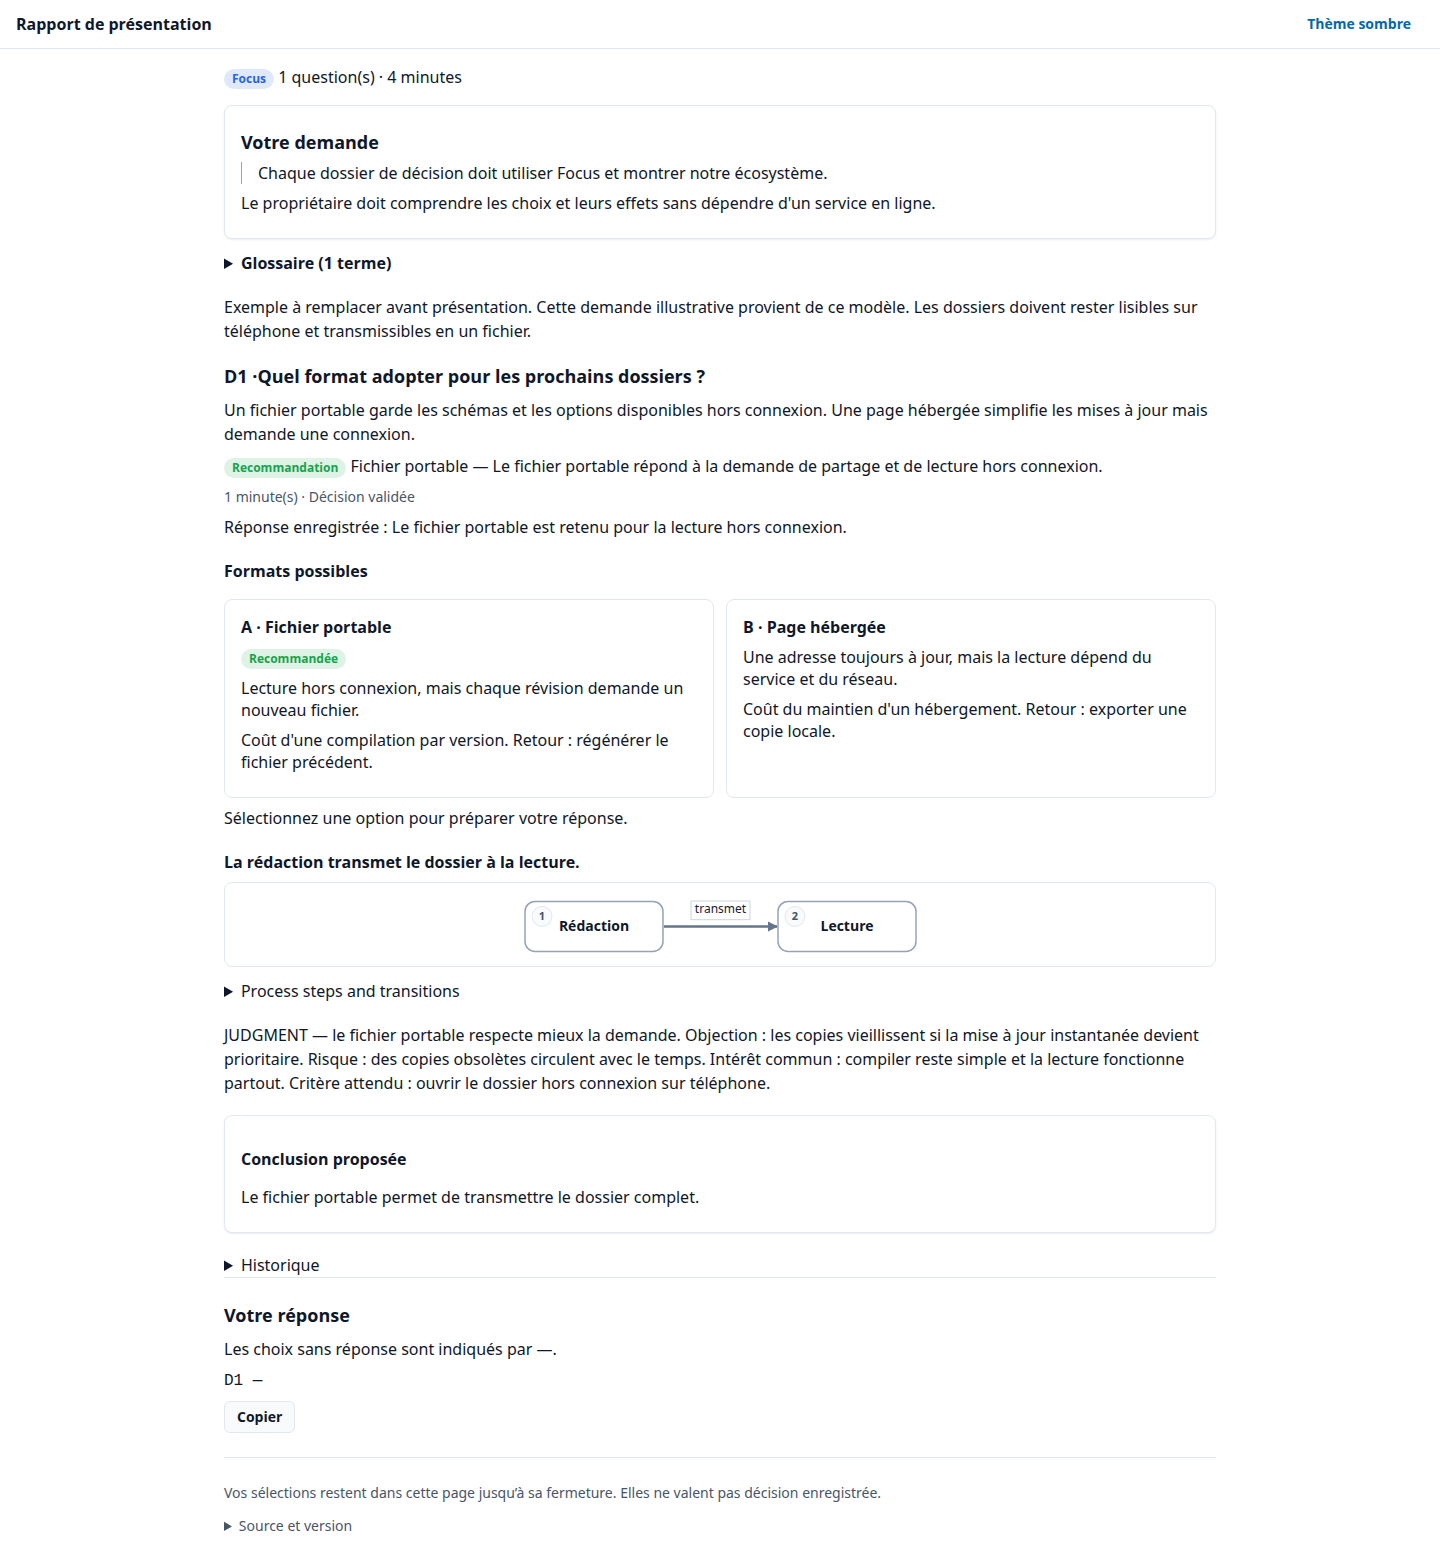 Rapport de présentation
Thème sombre
Focus 1 question(s) · 4 minutes
Votre demande
Chaque dossier de décision doit utiliser Focus et montrer notre écosystème.
Le propriétaire doit comprendre les choix et leurs effets sans dépendre d'un service en ligne.
Glossaire (1 terme)
Exemple à remplacer avant présentation. Cette demande illustrative provient de ce modèle. Les dossiers doivent rester lisibles sur
téléphone et transmissibles en un fichier.
D1 ·Quel format adopter pour les prochains dossiers ?
Un fichier portable garde les schémas et les options disponibles hors connexion. Une page hébergée simplifie les mises à jour mais
demande une connexion.
Recommandation Fichier portable — Le fichier portable répond à la demande de partage et de lecture hors connexion.
1 minute(s) · Décision validée
Réponse enregistrée : Le fichier portable est retenu pour la lecture hors connexion.
Formats possibles
A · Fichier portable
Recommandée
Lecture hors connexion, mais chaque révision demande un
nouveau fichier.
Coût d'une compilation par version. Retour : régénérer le
fichier précédent.
B · Page hébergée
Une adresse toujours à jour, mais la lecture dépend du
service et du réseau.
Coût du maintien d'un hébergement. Retour : exporter une
copie locale.
Sélectionnez une option pour préparer votre réponse.
La rédaction transmet le dossier à la lecture.
1 Rédaction
transmet
2 Lecture
Process steps and transitions
JUDGMENT — le fichier portable respecte mieux la demande. Objection : les copies vieillissent si la mise à jour instantanée devient
prioritaire. Risque : des copies obsolètes circulent avec le temps. Intérêt commun : compiler reste simple et la lecture fonctionne
partout. Critère attendu : ouvrir le dossier hors connexion sur téléphone.
Conclusion proposée
Le fichier portable permet de transmettre le dossier complet.
Historique
Votre réponse
Les choix sans réponse sont indiqués par —.
D1 —
Copier
Vos sélections restent dans cette page jusqu’à sa fermeture. Elles ne valent pas décision enregistrée.
Source et version